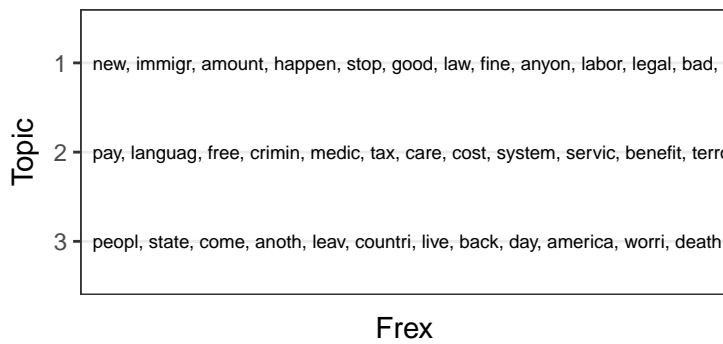 1 new, immigr, amount, happen, stop, good, law, fine, anyon, labor, legal, bad,
Topic
2 pay, languag, free, crimin, medic, tax, care, cost, system, servic, benefit, terro
3 peopl, state, come, anoth, leav, countri, live, back, day, america, worri, death
Frex